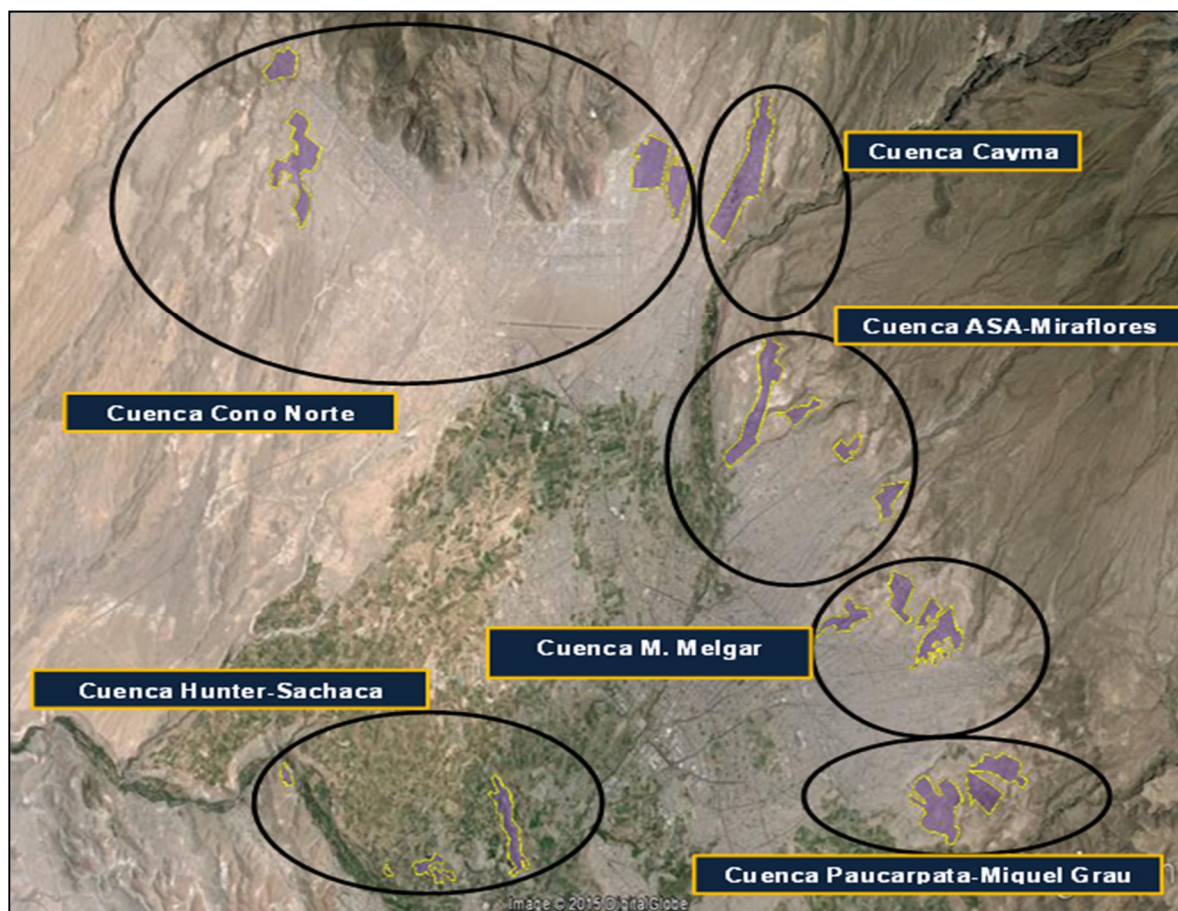 Cuenca Cayma
Cuenca ASA-Miraflores
Cuenca Cono Norte
Cuenca M. Melgar
Cuenca Hunter-Sachaca
Cuenca Paucarpata-Miguel Grau
Image © 2015 DigitalGlobe